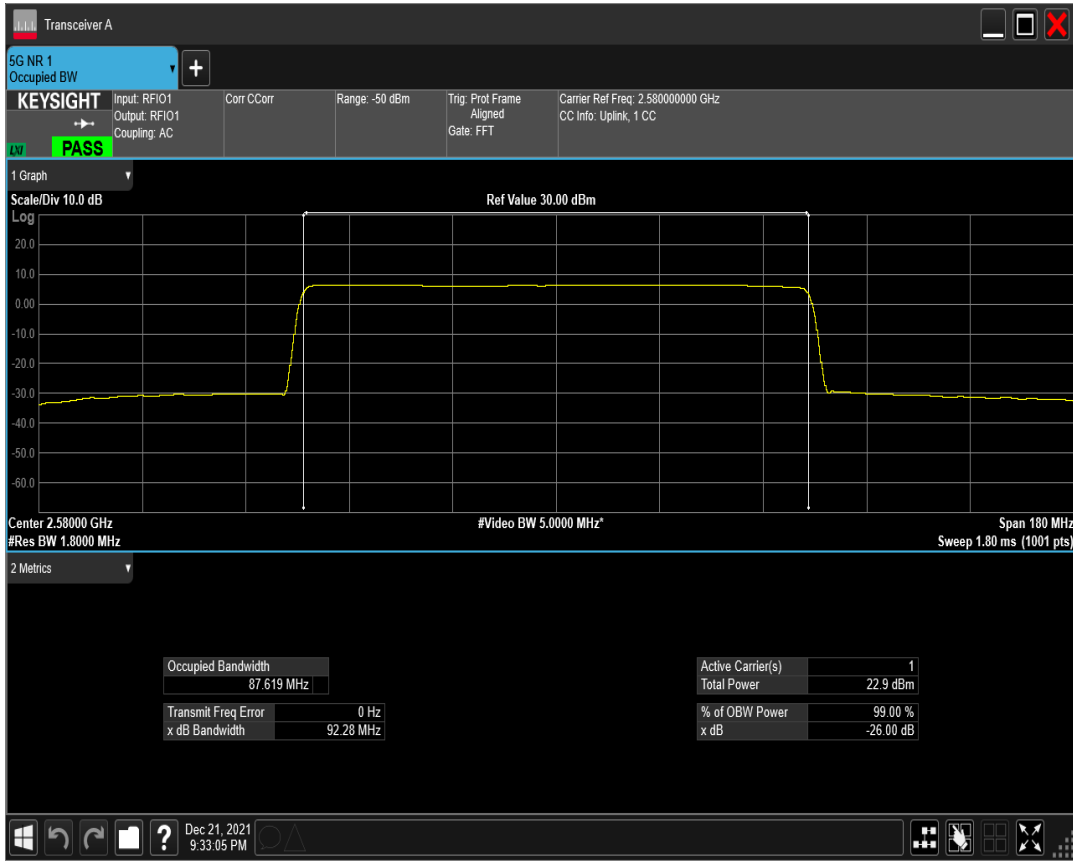 Transceiver A
5G NR 1
Occupied BW
KEYSIGHT
LXI
PASS
Input: RFIO1
Output: RFIO1
Coupling: AC
Corr CCorr
Range: -50 dBm
Trig: Prot Frame
Aligned
Gate: FFT
Carrier Ref Freq: 2.580000000 GHz
CC Info: Uplink, 1 CC
1 Graph
Scale/Div 10.0 dB
Ref Value 30.00 dBm
Log
20.0
10.0
0.00
-10.0
-20.0
-30.0
-40.0
-50.0
-60.0
Center 2.58000 GHz
#Video BW 5.0000 MHz*
Span 180 MHz
#Res BW 1.8000 MHz
Sweep 1.80 ms (1001 pts)
2 Metrics
Occupied Bandwidth
87.619 MHz
Transmit Freq Error 0 Hz
x dB Bandwidth 92.28 MHz
Active Carrier(s) 1
Total Power 22.9 dBm
% of OBW Power 99.00 %
x dB -26.00 dB
Dec 21, 2021
9:33:05 PM